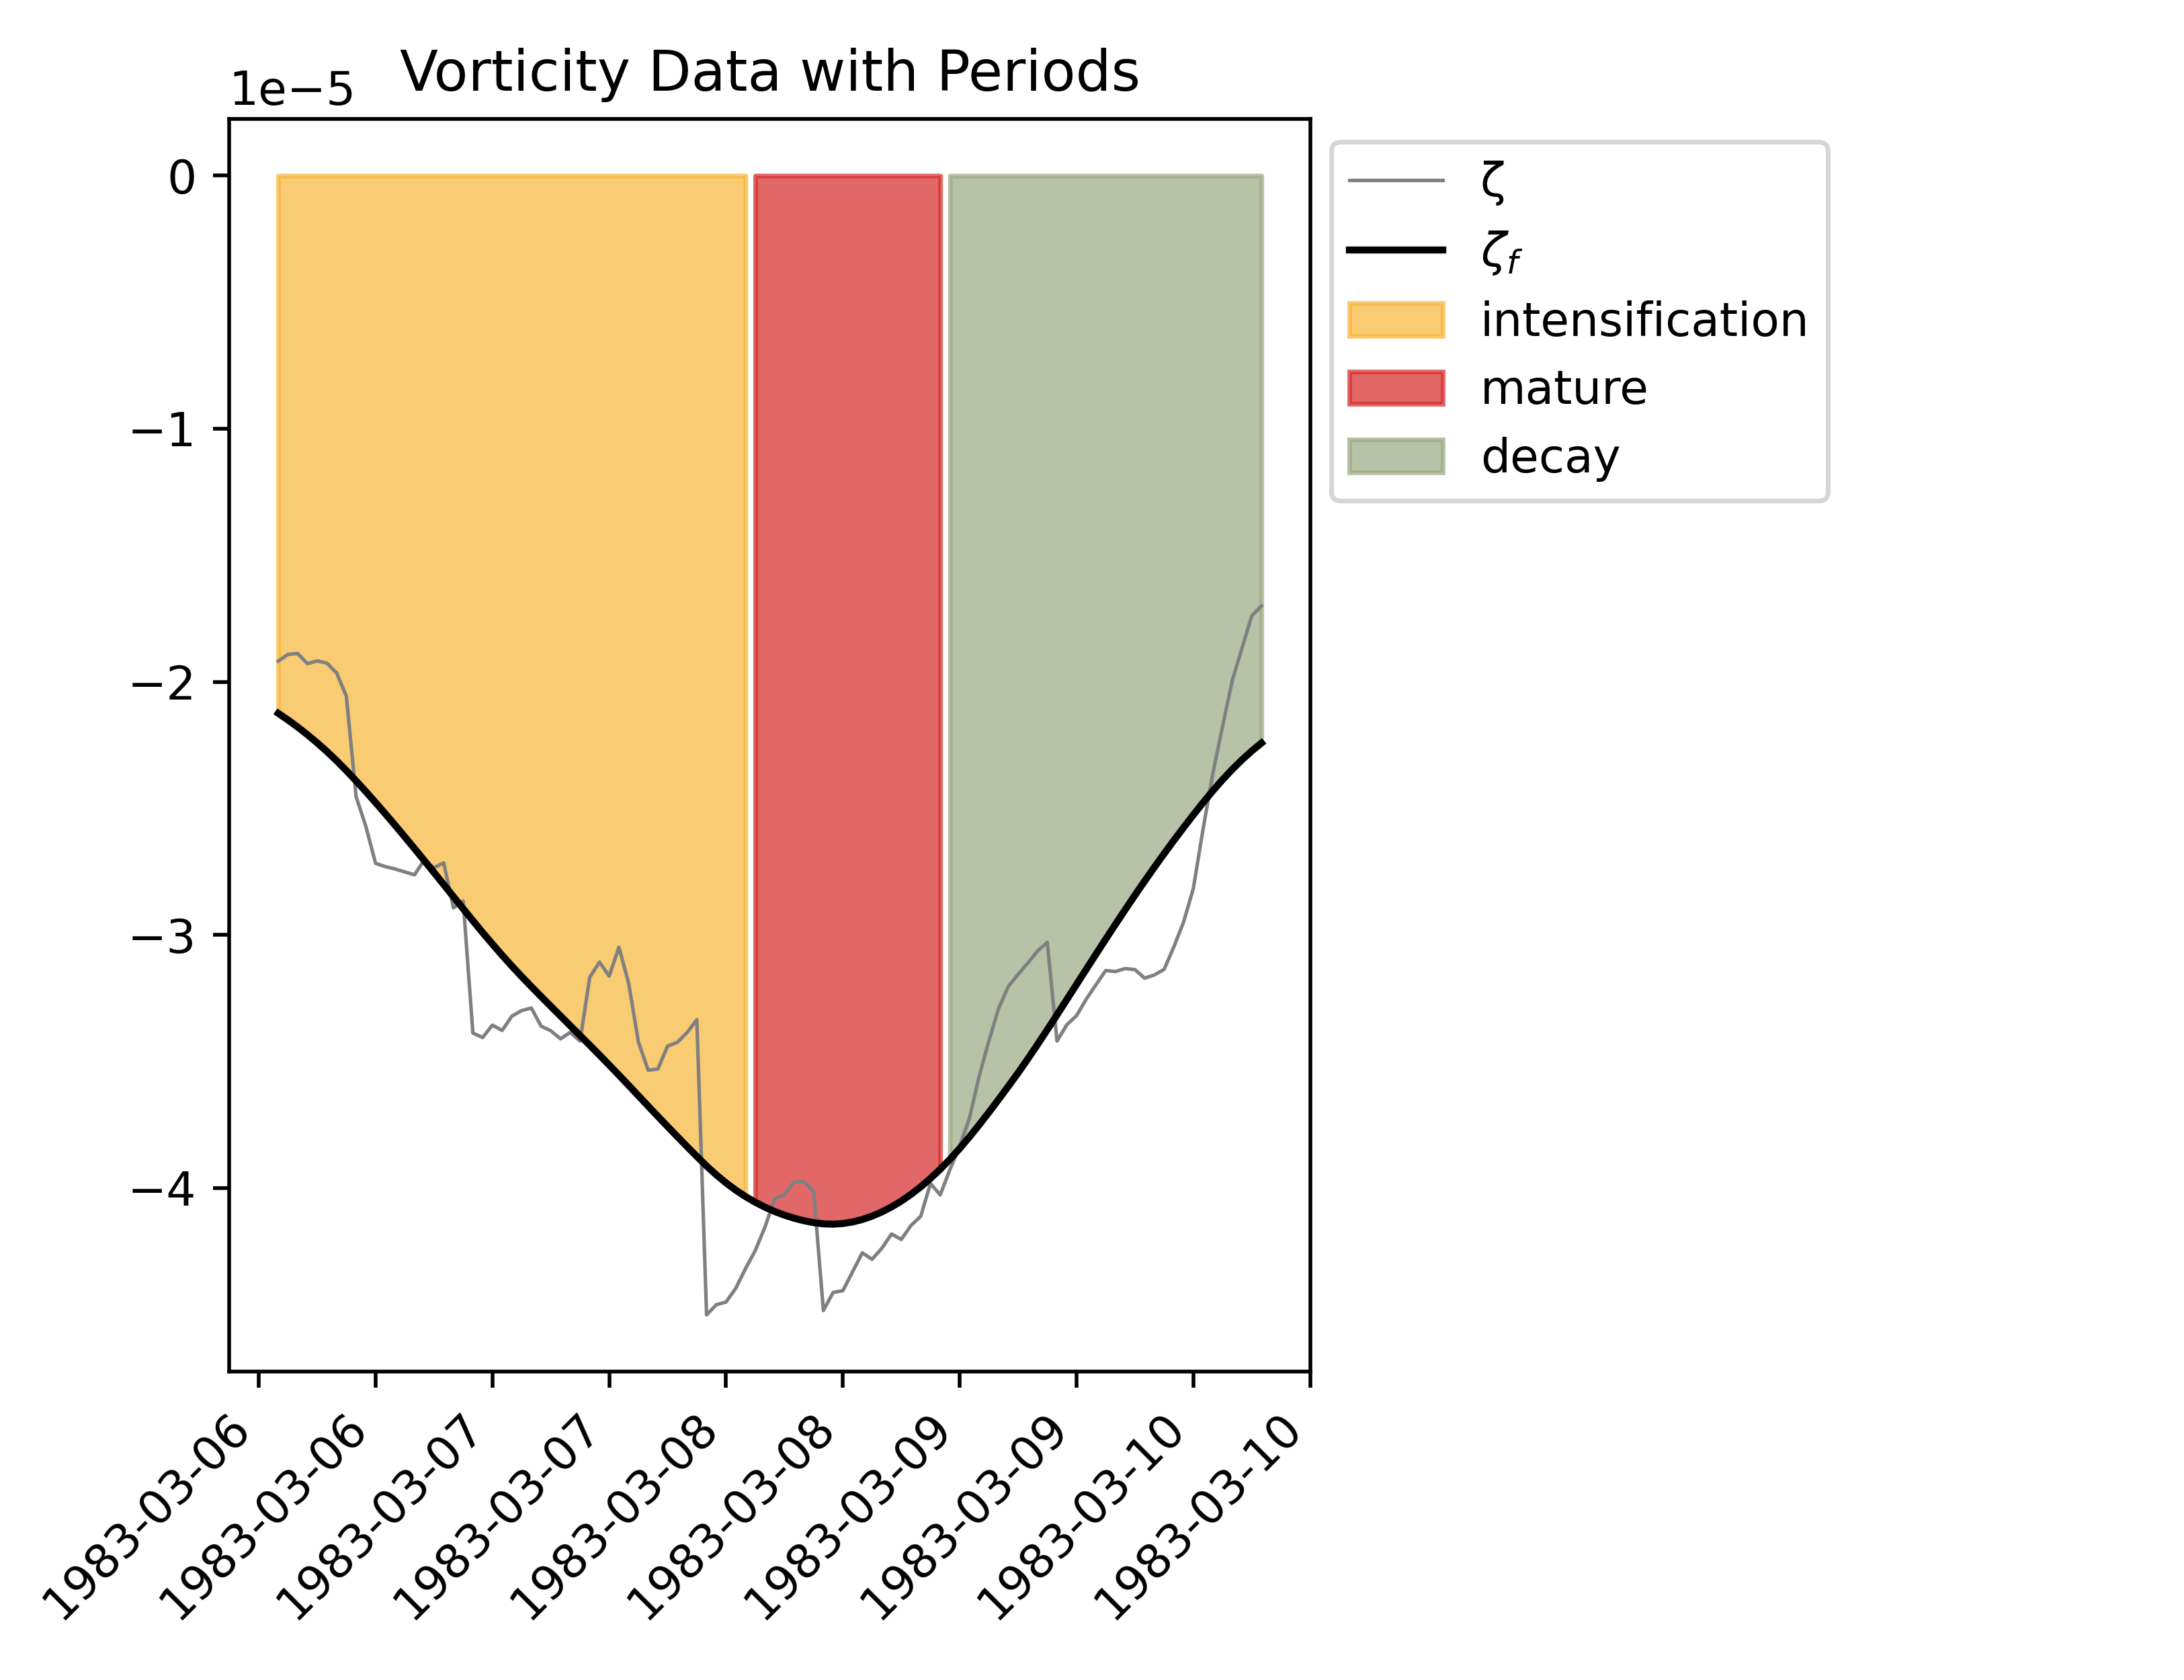 Vorticity Data with Periods
1e−5
0
−1
−2
−3
−4
1983-03-06
1983-03-06
1983-03-07
1983-03-07
1983-03-08
1983-03-08
1983-03-09
1983-03-09
1983-03-10
1983-03-10
ζ
ζf
intensification
mature
decay